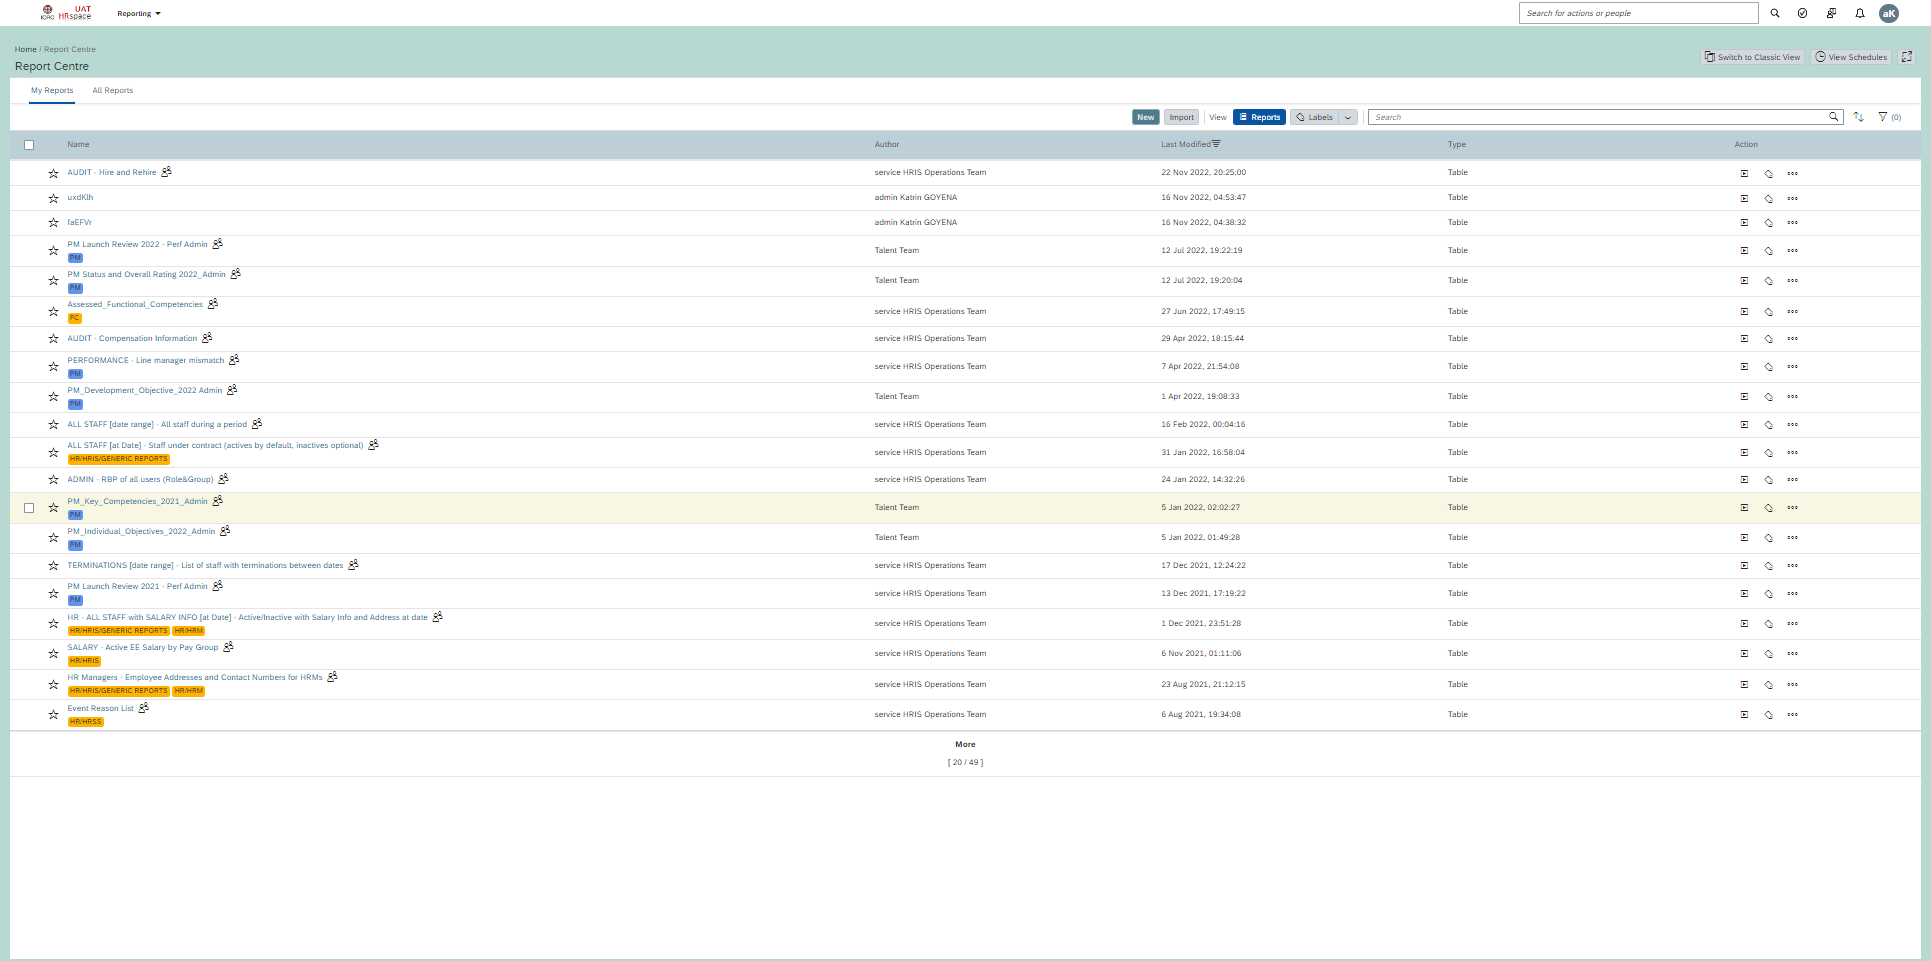 ICRC
UAT
HRspace
Reporting
Search for actions or people
aK
Home / Report Centre
Report Centre
Switch to Classic View
View Schedules
My Reports
All Reports
New
Import
View
Reports
Labels
Search
(0)
Name Author Last Modified Type Action
AUDIT - Hire and Rehire service HRIS Operations Team 22 Nov 2022, 20:25:00 Table
uxdKlh admin Katrin GOYENA 16 Nov 2022, 04:53:47 Table
faEFVr admin Katrin GOYENA 16 Nov 2022, 04:38:32 Table
PM Launch Review 2022 - Perf Admin Talent Team 12 Jul 2022, 19:22:19 Table
PM
PM Status and Overall Rating 2022_Admin Talent Team 12 Jul 2022, 19:20:04 Table
PM
Assessed_Functional_Competencies service HRIS Operations Team 27 Jun 2022, 17:49:15 Table
FC
AUDIT - Compensation Information service HRIS Operations Team 29 Apr 2022, 18:15:44 Table
PERFORMANCE - Line manager mismatch service HRIS Operations Team 7 Apr 2022, 21:54:08 Table
PM
PM_Development_Objective_2022 Admin Talent Team 1 Apr 2022, 19:08:33 Table
PM
ALL STAFF [date range] - All staff during a period service HRIS Operations Team 16 Feb 2022, 00:04:16 Table
ALL STAFF [at Date] - Staff under contract (actives by default, inactives optional) service HRIS Operations Team 31 Jan 2022, 16:58:04 Table
HR/HRIS/GENERIC REPORTS
ADMIN - RBP of all users (Role&Group) service HRIS Operations Team 24 Jan 2022, 14:32:26 Table
PM_Key_Competencies_2021_Admin Talent Team 5 Jan 2022, 02:02:27 Table
PM
PM_Individual_Objectives_2022_Admin Talent Team 5 Jan 2022, 01:49:28 Table
PM
TERMINATIONS [date range] - List of staff with terminations between dates service HRIS Operations Team 17 Dec 2021, 12:24:22 Table
PM Launch Review 2021 - Perf Admin service HRIS Operations Team 13 Dec 2021, 17:19:22 Table
PM
HR - ALL STAFF with SALARY INFO [at Date] - Active/Inactive with Salary Info and Address at date service HRIS Operations Team 1 Dec 2021, 23:51:28 Table
HR/HRIS/GENERIC REPORTS HR/HRM
SALARY - Active EE Salary by Pay Group service HRIS Operations Team 6 Nov 2021, 01:11:06 Table
HR/HRIS
HR Managers - Employee Addresses and Contact Numbers for HRMs service HRIS Operations Team 23 Aug 2021, 21:12:15 Table
HR/HRIS/GENERIC REPORTS HR/HRM
Event Reason List service HRIS Operations Team 6 Aug 2021, 19:34:08 Table
HR/HRSS
More
[ 20 / 49 ]